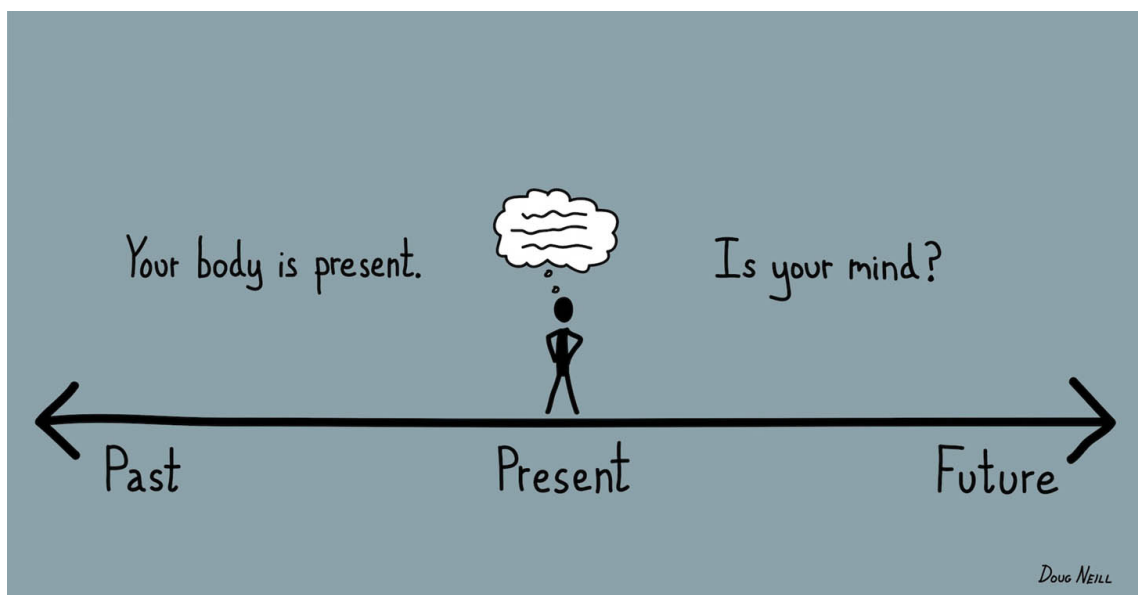 Your body is present.
Is your mind?
Past
Present
Future
Doug Neill